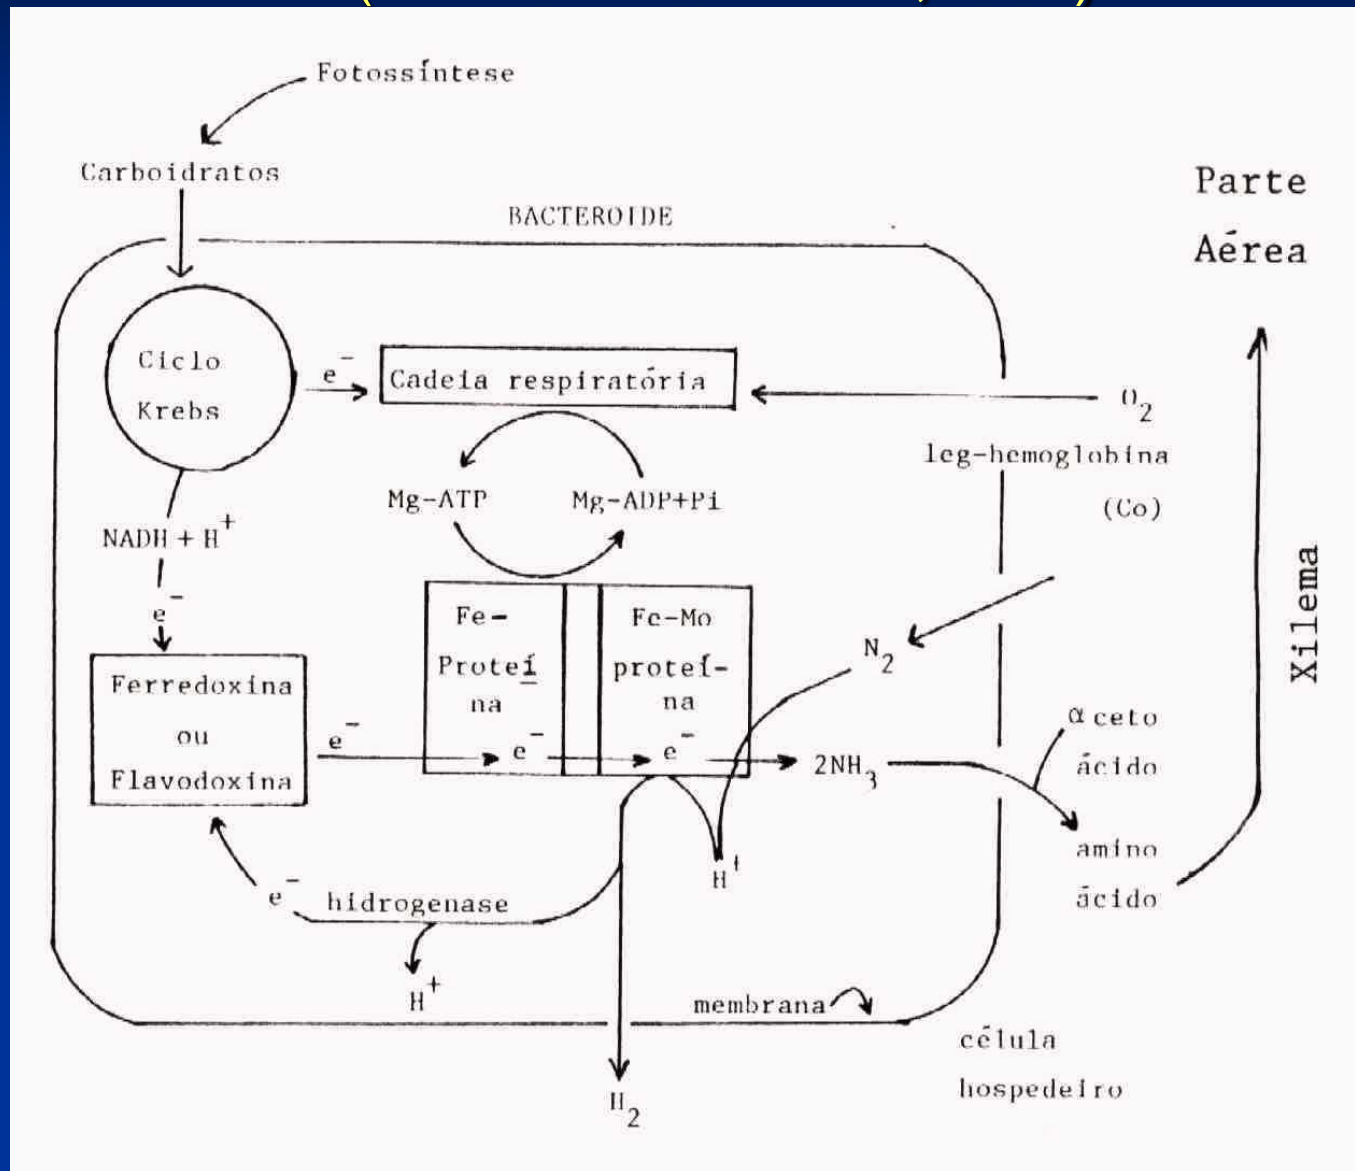 Fotossíntese
Carboidratos
Parte
Aérea
BACTEROIDE
Ciclo
Krebs
e⁻
Cadeia respiratória
O₂
leg-hemoglobina
(Co)
Mg-ATP
Mg-ADP+Pi
NADH + H⁺
e⁻
Xilema
Fe-
Proteí
na
Fe-Mo
proteí-
na
N₂
Ferredoxina
ou
Flavodoxina
e⁻
e⁻
e⁻
2NH₃
α ceto
ácido
amino
ácido
H⁺
e⁻
hidrogenase
H⁺
membrana
célula
hospedeiro
H₂